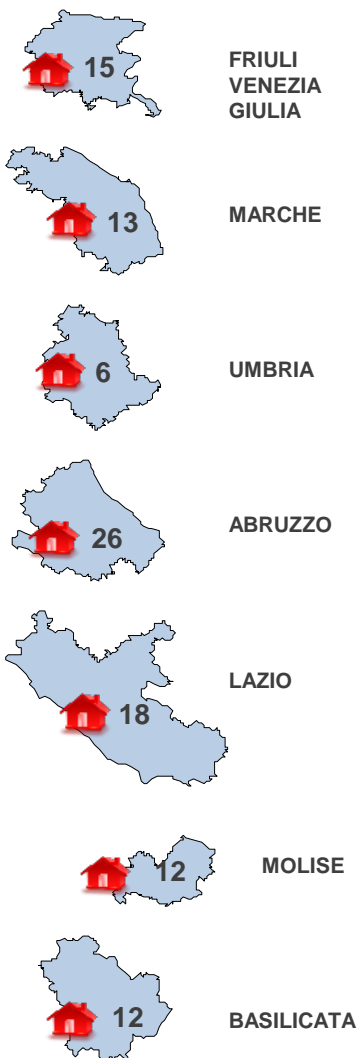 15
FRIULI
VENEZIA
GIULIA
13
MARCHE
6
UMBRIA
26
ABRUZZO
18
LAZIO
12
MOLISE
12
BASILICATA